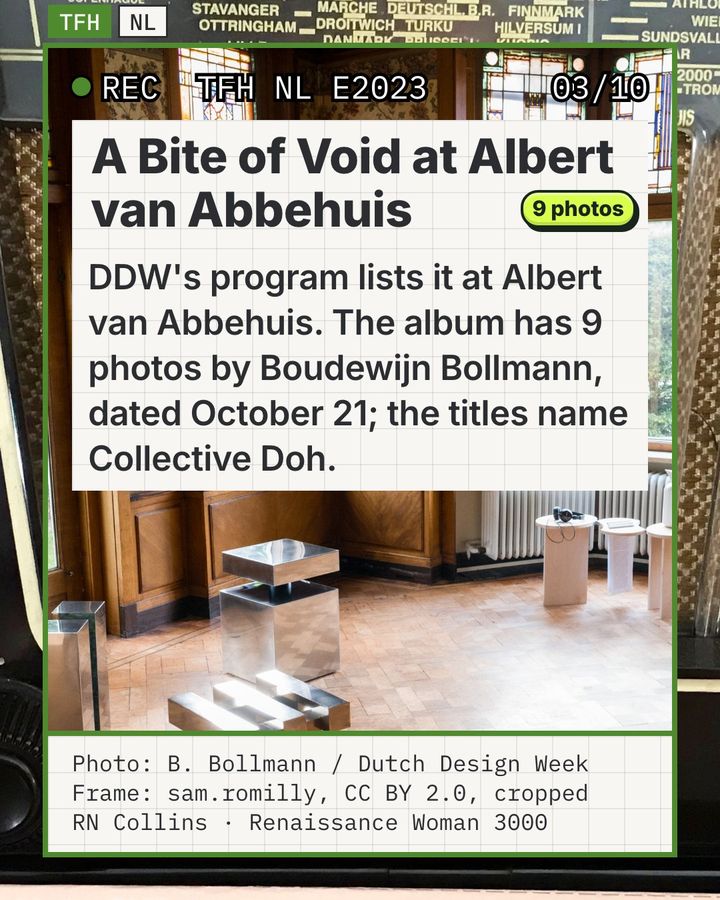 STAVANGER
OTTRINGHAM
MARCHE DEUTSCHL.B.R.
DROITWICH TURKU
FINNMARK
HILVERSUM I
SUNDSVALL
TFH NL
REC TFH NL E2023 03/10
2000
A Bite of Void at Albert
van Abbehuis
9 photos
DDW's program lists it at Albert
van Abbehuis. The album has 9
photos by Boudewijn Bollmann,
dated October 21; the titles name
Collective Doh.
Photo: B. Bollmann / Dutch Design Week
Frame: sam.romilly, CC BY 2.0, cropped
RN Collins · Renaissance Woman 3000